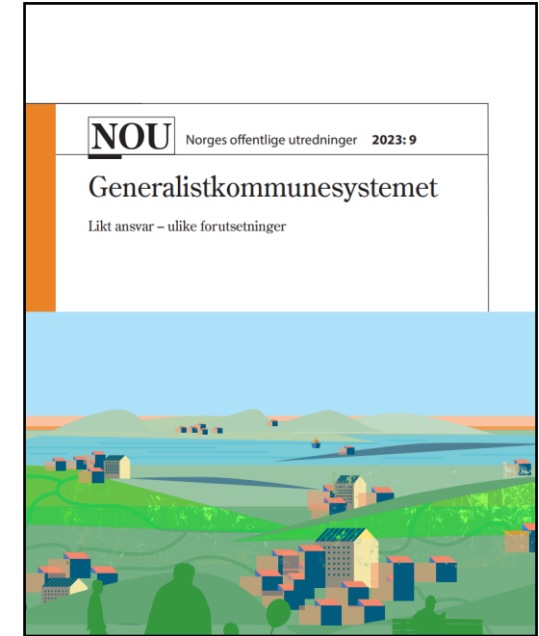 NOU Norges offentlige utredninger 2023: 9
Generalistkommunesystemet
Likt ansvar – ulike forutsetninger